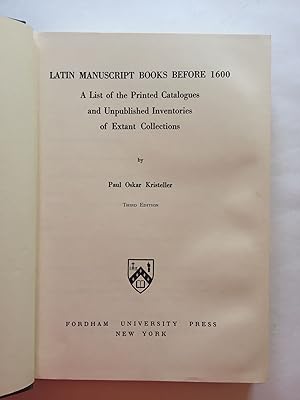 LATIN MANUSCRIPT BOOKS BEFORE 1600
A List of the Printed Catalogues
and Unpublished Inventories
of Extant Collections
by
Paul Oskar Kristeller
THIRD EDITION
FORDHAM UNIVERSITY PRESS
NEW YORK